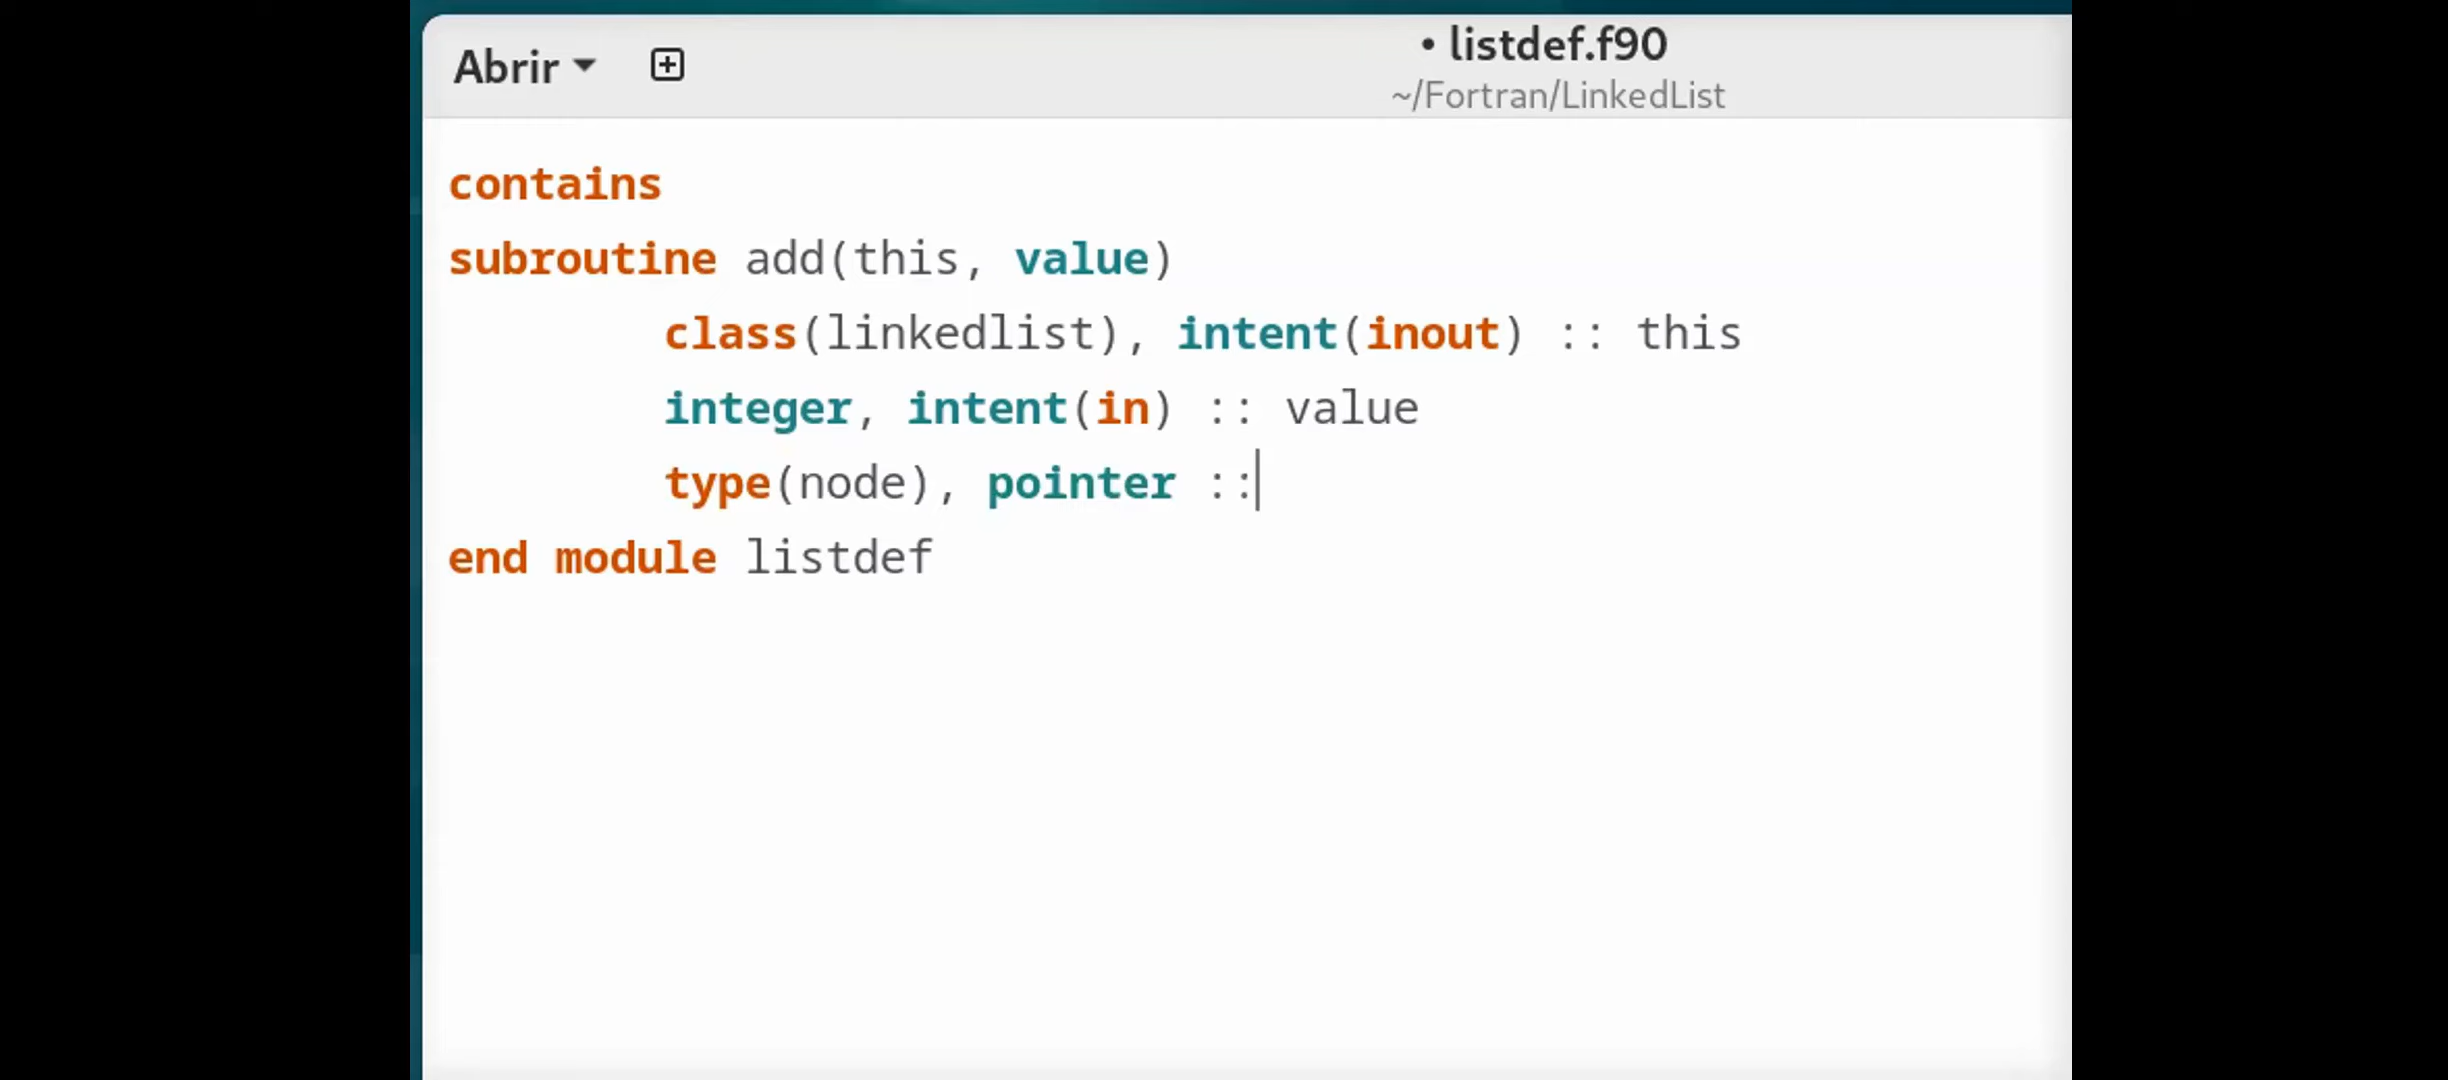 Abrir
• listdef.f90
~/Fortran/LinkedList
contains
subroutine add(this, value)
        class(linkedlist), intent(inout) :: this
        integer, intent(in) :: value
        type(node), pointer ::
end module listdef